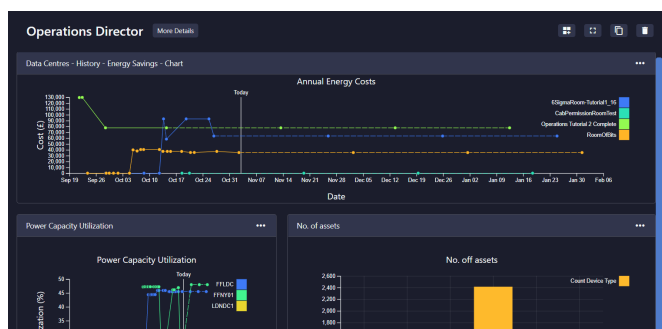 Operations Director More Details
Data Centres - History - Energy Savings - Chart
Annual Energy Costs
Today
130,000
120,000
110,000
100,000
90,000
80,000
70,000
60,000
50,000
40,000
30,000
20,000
10,000
0
Cost (£)
6SigmaRoom-Tutorial1_16
CabPermissionRoomTest
Operations Tutorial 2 Complete
RoomOfBits
Sep 19 Sep 26 Oct 03 Oct 10 Oct 17 Oct 24 Oct 31 Nov 07 Nov 14 Nov 21 Nov 28 Dec 05 Dec 12 Dec 19 Dec 26 Jan 02 Jan 09 Jan 16 Jan 23 Jan 30 Feb 06
Date
Power Capacity Utilization
Power Capacity Utilization
Today
50
45
40
35
zation (%)
FFLDC
FFNY01
LONDC1
No. of assets
No. off assets
2,600
2,400
2,200
2,000
1,800
Count Device Type